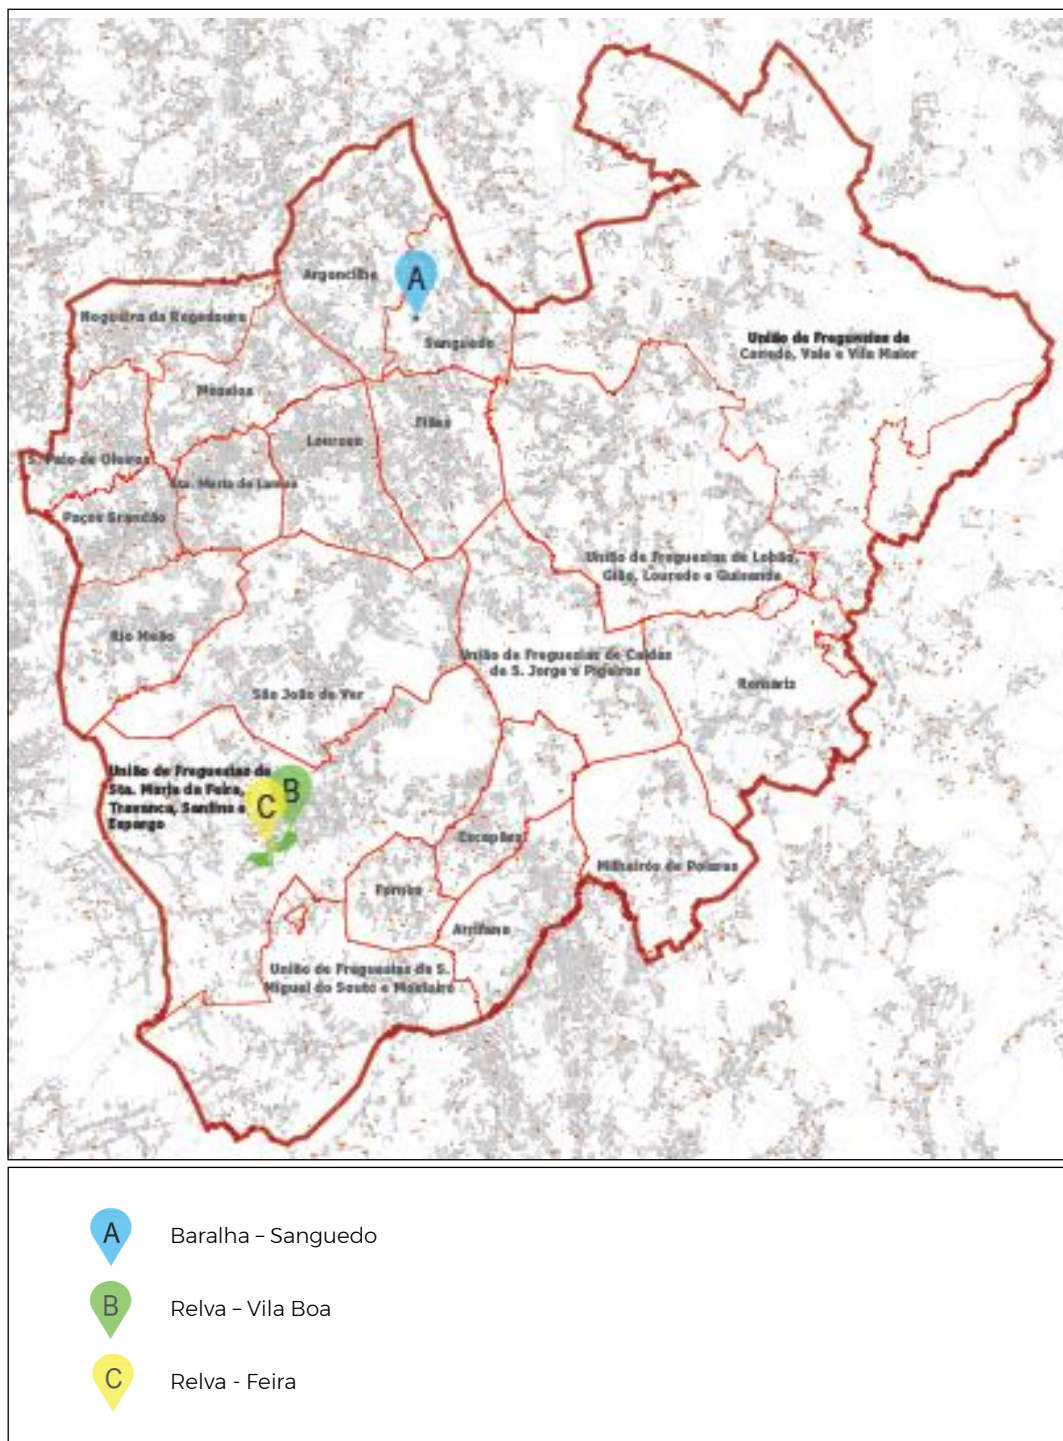 Argoncilhe
A
Nogueira da Regedoura
Sanguedo
União de Freguesias de
Canedo, Vale e Vila Maior
Mozelos
Fiães
Lourosa
S. Paio de Oleiros
Sta. Maria de Lamas
Paços Brandão
União de Freguesias de Lobão,
Gião, Louredo e Guisande
Rio Meão
União de Freguesias de Caldas
de S. Jorge e Pigeiros
São João de Ver
Romariz
União de Freguesias de
Sta. Maria da Feira,
Travanca, Sanfins e
Espargo
B
C
Escapães
Milheirós de Poiares
Fornos
Arrifana
União de Freguesias de S.
Miguel do Souto e Mosteirô
A Baralha – Sanguedo
B Relva – Vila Boa
C Relva - Feira